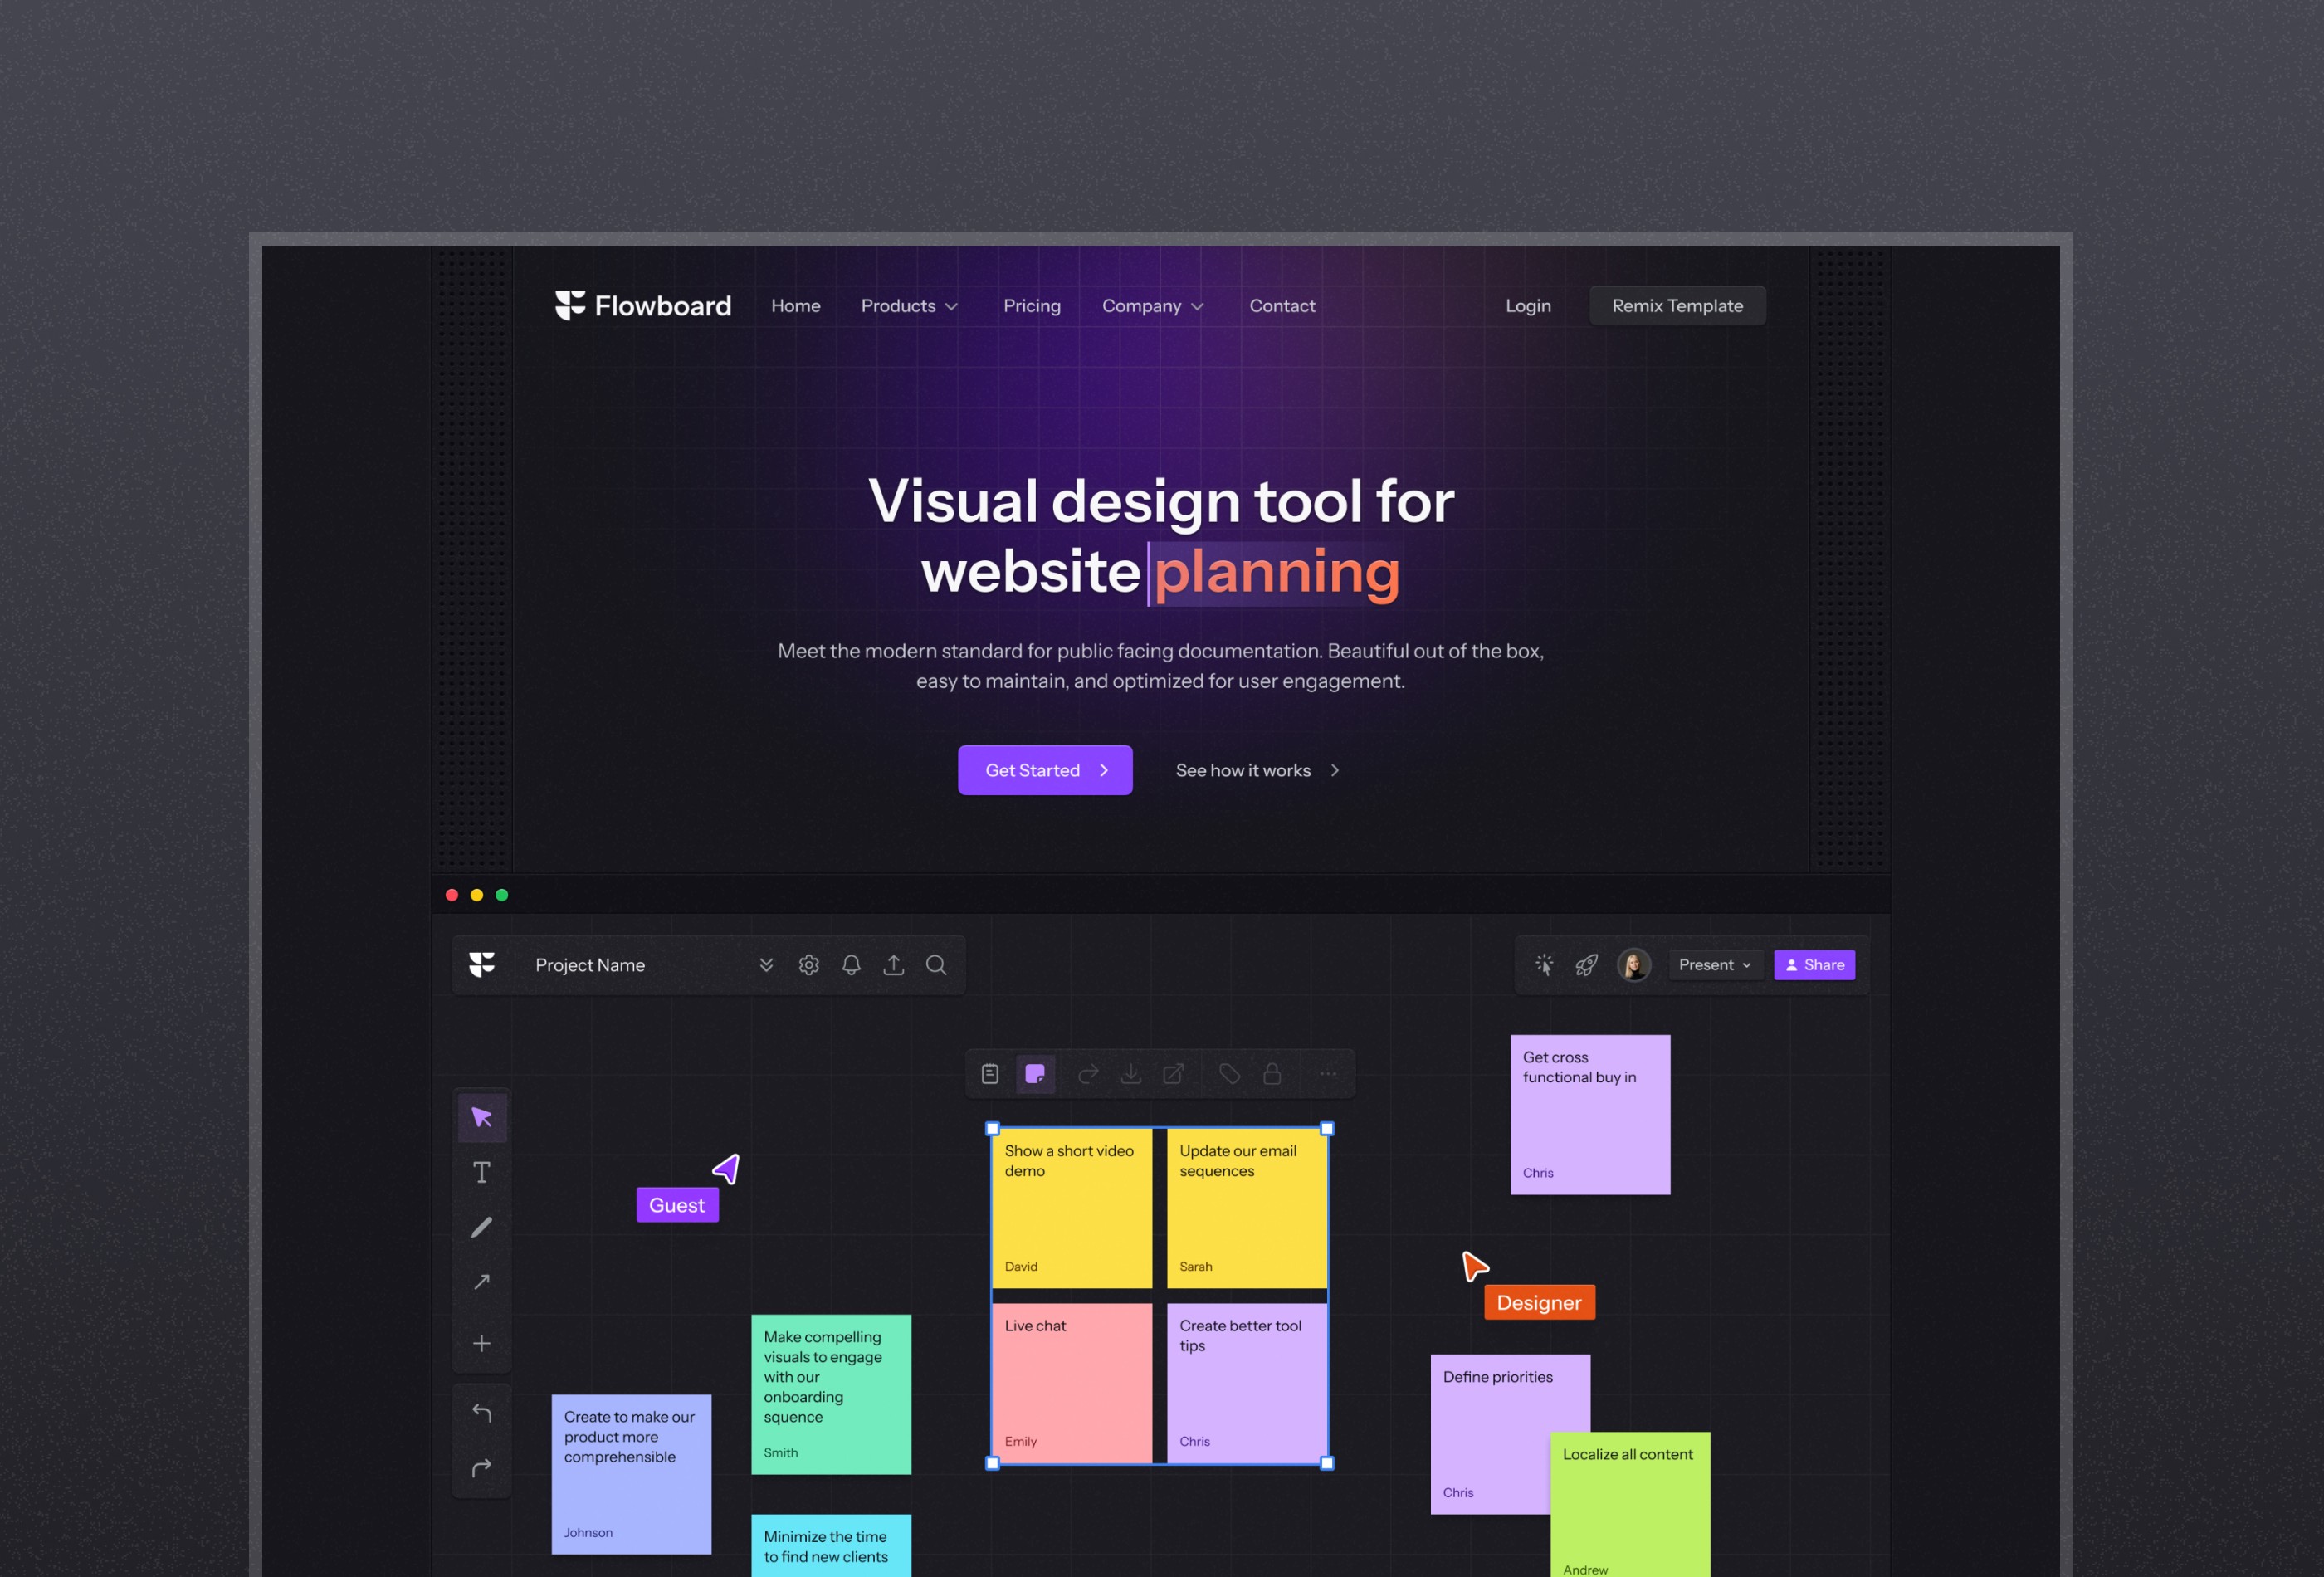 Flowboard
Home
Products
Pricing
Company
Contact
Login
Remix Template
Visual design tool for
website planning
Meet the modern standard for public facing documentation. Beautiful out of the box,
easy to maintain, and optimized for user engagement.
Get Started
See how it works
Project Name
Present
Share
Get cross
functional buy in
Chris
Guest
Show a short video
demo
David
Update our email
sequences
Sarah
Designer
Live chat
Emily
Create better tool
tips
Chris
Make compelling
visuals to engage
with our
onboarding
squence
Smith
Define priorities
Chris
Create to make our
product more
comprehensible
Johnson
Localize all content
Andrew
Minimize the time
to find new clients